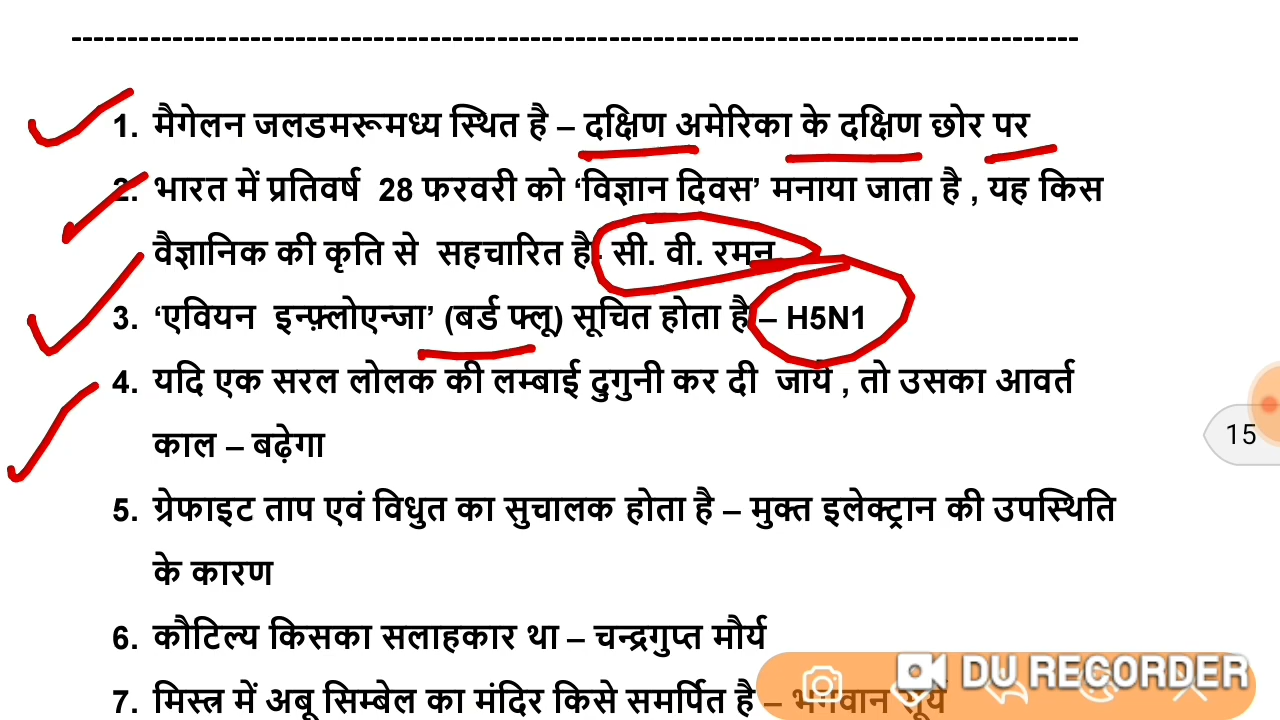 --------------------------------------------------------------------------------------------
1. मैगेलन जलडमरूमध्य स्थित है – दक्षिण अमेरिका के दक्षिण छोर पर
2. भारत में प्रतिवर्ष 28 फरवरी को ‘विज्ञान दिवस’ मनाया जाता है , यह किस
वैज्ञानिक की कृति से सहचारित है- सी. वी. रमन
3. ‘एवियन इन्फ़्लोएन्जा’ (बर्ड फ्लू) सूचित होता है – H5N1
4. यदि एक सरल लोलक की लम्बाई दुगुनी कर दी जायें , तो उसका आवर्त
काल – बढ़ेगा
15
5. ग्रेफाइट ताप एवं विधुत का सुचालक होता है – मुक्त इलेक्ट्रान की उपस्थिति
के कारण
6. कौटिल्य किसका सलाहकार था – चन्द्रगुप्त मौर्य
7. मिस्त्र में अबू सिम्बेल का मंदिर किसे समर्पित है – भगवान सूर्य
DU RECORDER